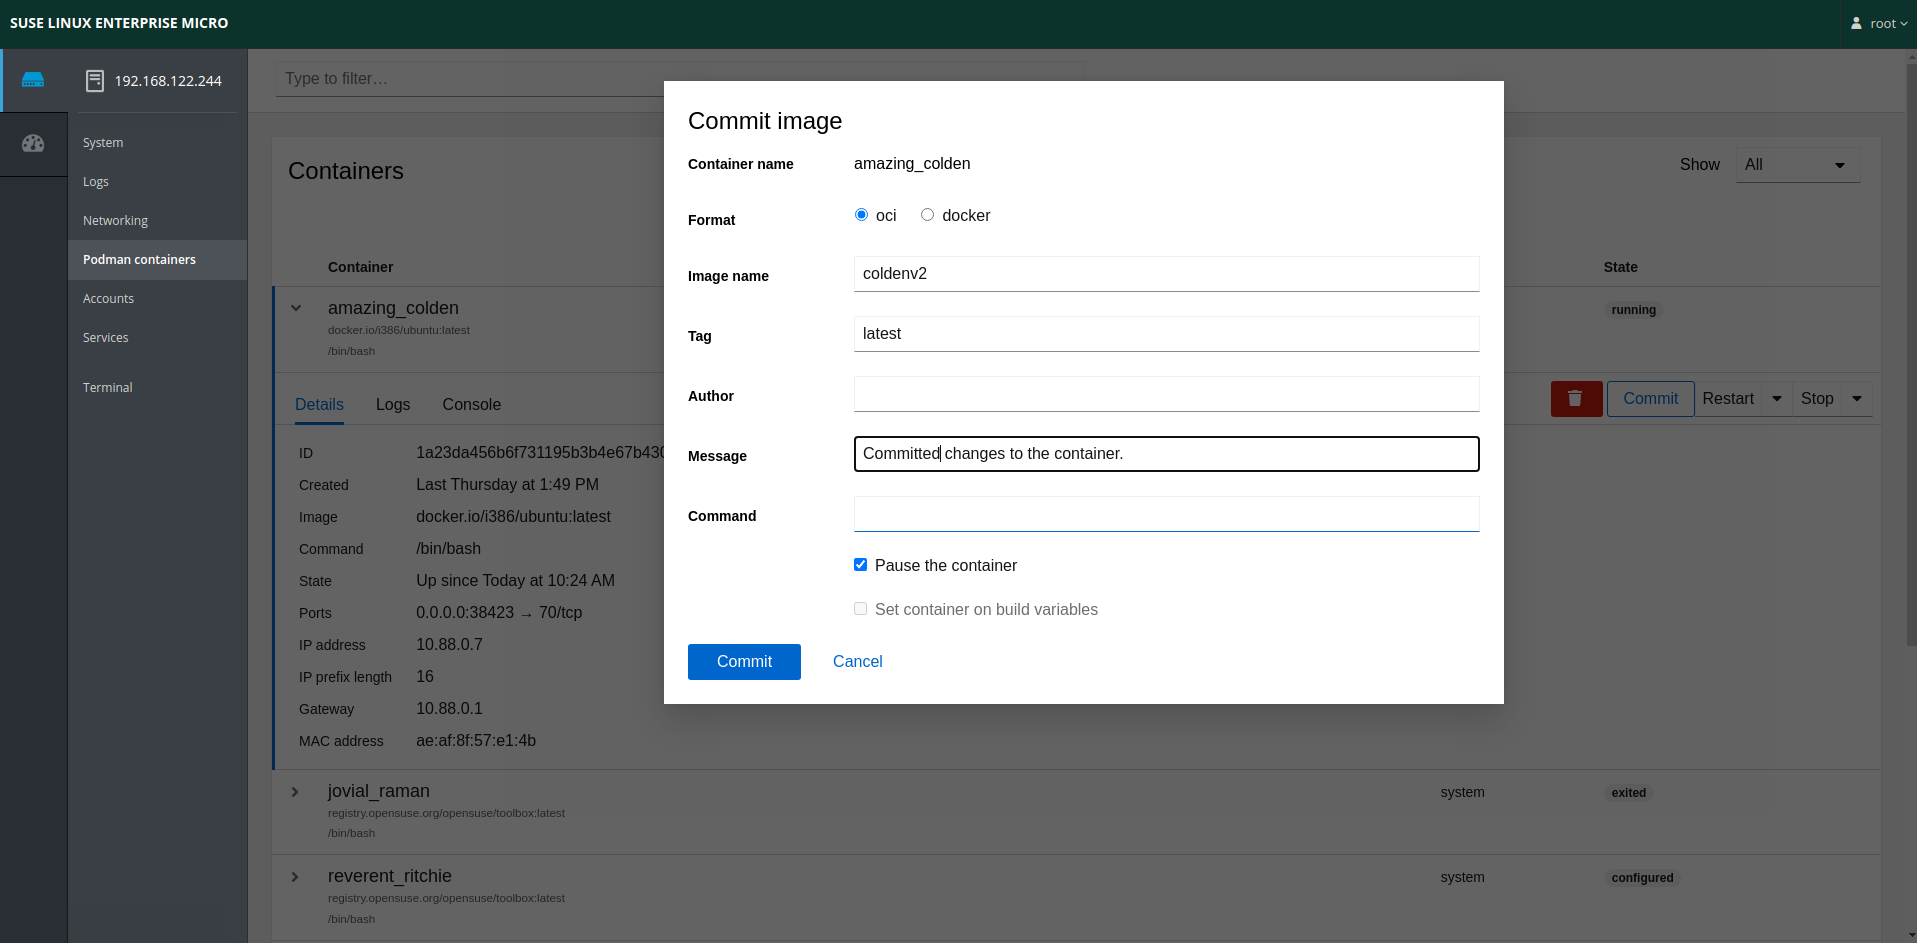 SUSE LINUX ENTERPRISE MICRO
root
192.168.122.244
System
Logs
Networking
Podman containers
Accounts
Services
Terminal
Type to filter…
Containers
Show All
Container State
amazing_colden running
docker.io/i386/ubuntu:latest
/bin/bash
Details Logs Console Commit Restart Stop
ID 1a23da456b6f731195b3b4e67b430
Created Last Thursday at 1:49 PM
Image docker.io/i386/ubuntu:latest
Command /bin/bash
State Up since Today at 10:24 AM
Ports 0.0.0.0:38423 → 70/tcp
IP address 10.88.0.7
IP prefix length 16
Gateway 10.88.0.1
MAC address ae:af:8f:57:e1:4b
jovial_raman system exited
registry.opensuse.org/opensuse/toolbox:latest
/bin/bash
reverent_ritchie system configured
registry.opensuse.org/opensuse/toolbox:latest
/bin/bash
Commit image
Container name amazing_colden
Format oci docker
Image name coldenv2
Tag latest
Author
Message Committed changes to the container.
Command
Pause the container
Set container on build variables
Commit Cancel